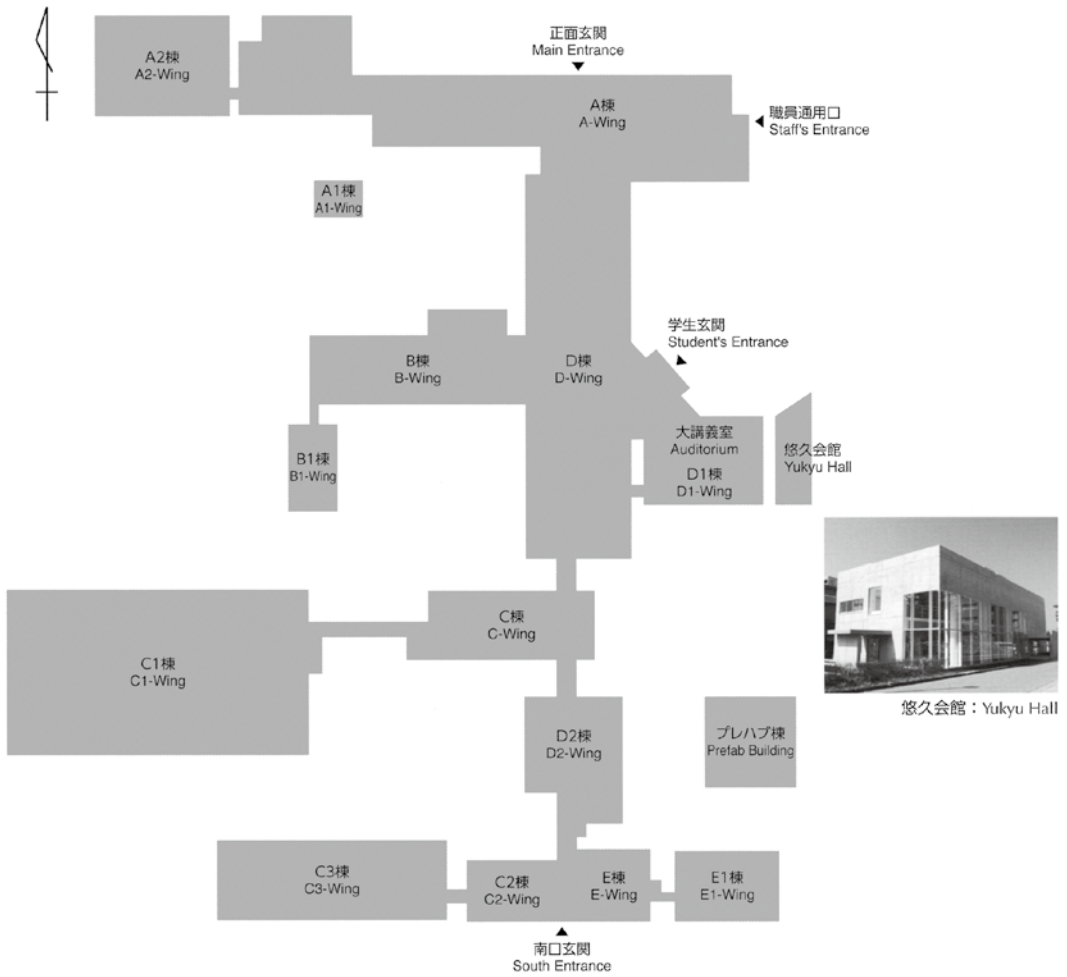 正面玄関
Main Entrance
A2棟
A2-Wing
A棟
A-Wing
職員通用口
Staff's Entrance
A1棟
A1-Wing
学生玄関
Student's Entrance
B棟
B-Wing
D棟
D-Wing
大講義室
Auditorium
悠久会館
Yukyu Hall
B1棟
B1-Wing
D1棟
D1-Wing
C棟
C-Wing
C1棟
C1-Wing
悠久会館：Yukyu Hall
D2棟
D2-Wing
プレハブ棟
Prefab Building
C3棟
C3-Wing
C2棟
C2-Wing
E棟
E-Wing
E1棟
E1-Wing
南口玄関
South Entrance